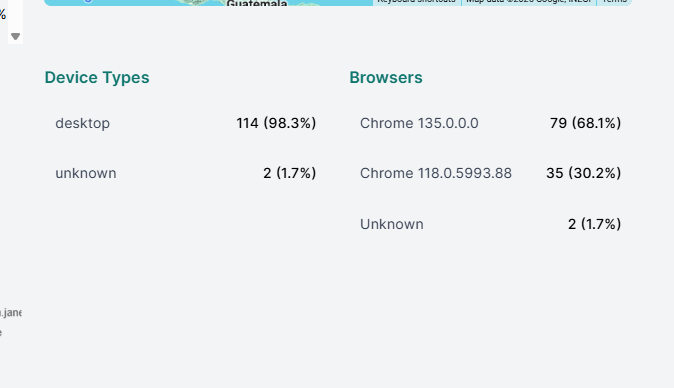 %
Guatemala
Keyboard shortcuts Map data ©2026 Google, INEGI Terms
Device Types
Browsers
desktop 114 (98.3%)
Chrome 135.0.0.0 79 (68.1%)
unknown 2 (1.7%)
Chrome 118.0.5993.88 35 (30.2%)
Unknown 2 (1.7%)
.jane
e